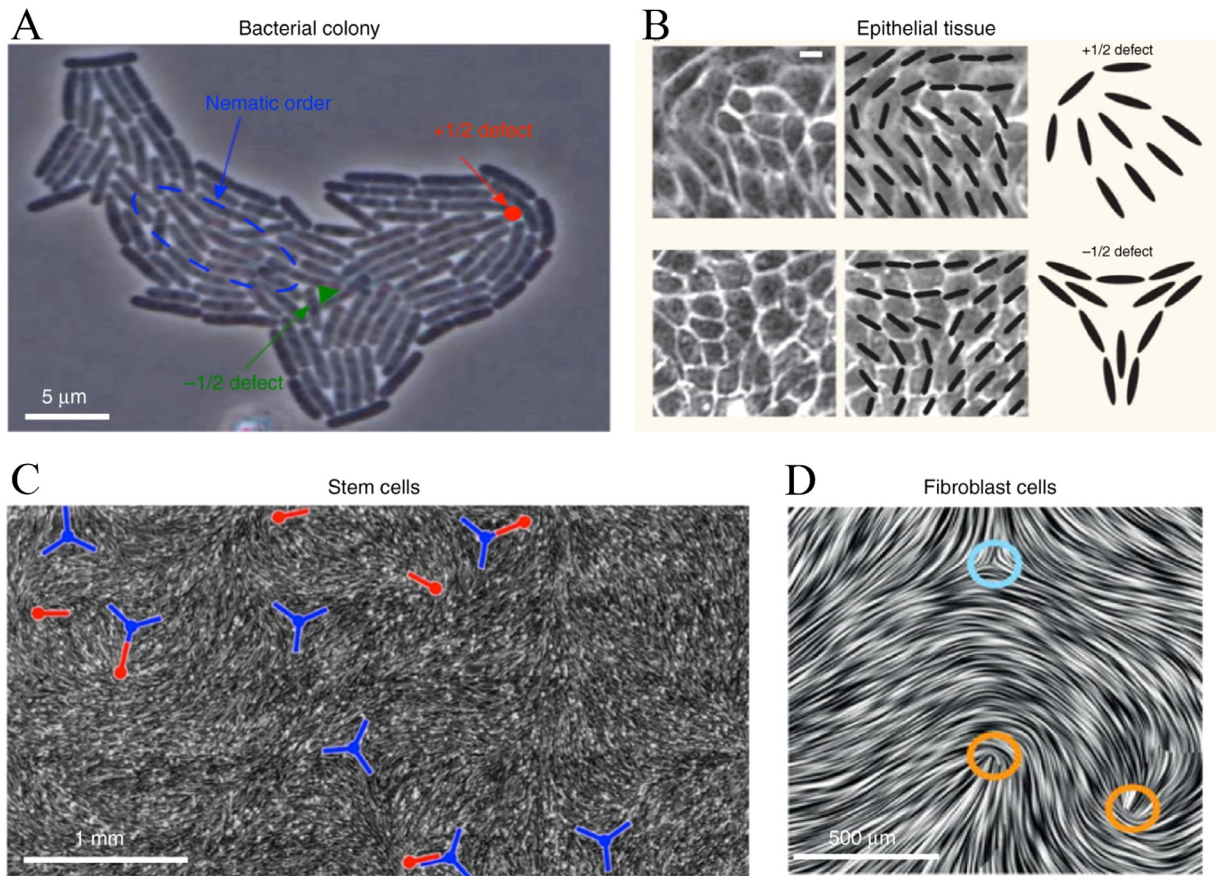 A
Bacterial colony
Nematic order
+1/2 defect
–1/2 defect
5 µm
B
Epithelial tissue
+1/2 defect
–1/2 defect
C
Stem cells
1 mm
D
Fibroblast cells
500 µm